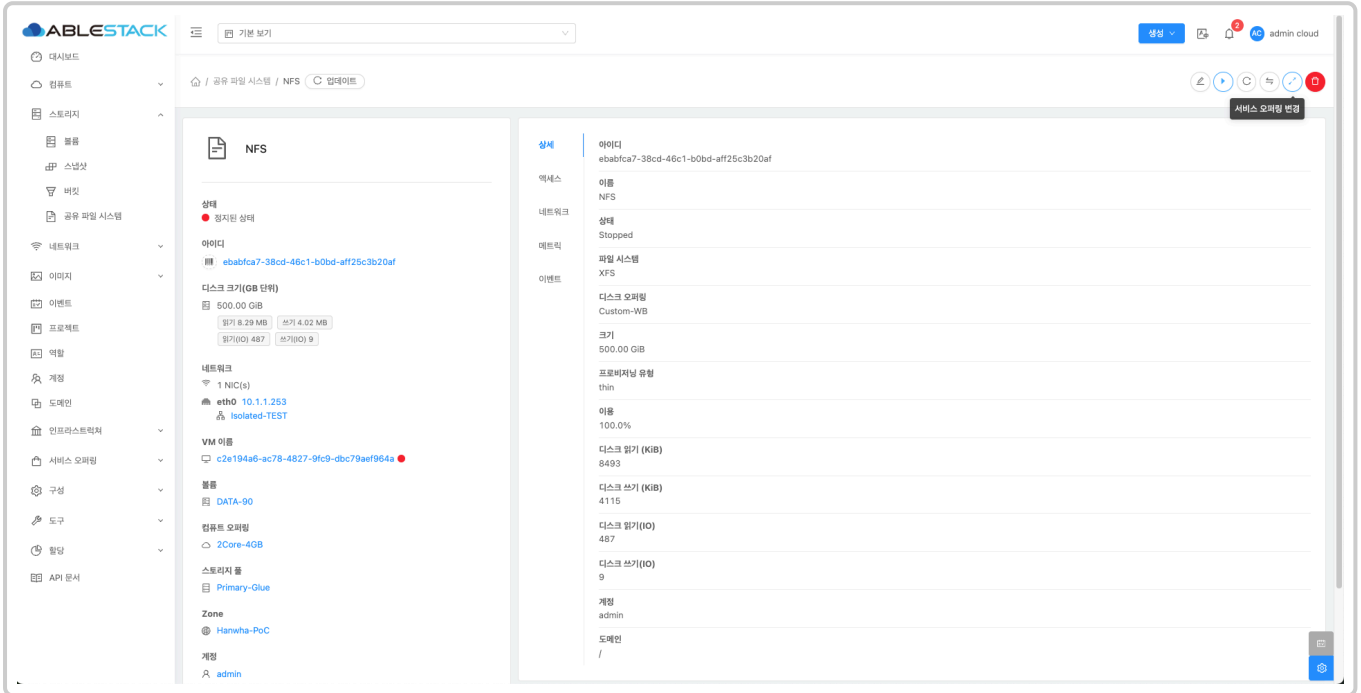 ABLESTACK
기본 보기
생성
2
AC
admin cloud
대시보드
컴퓨트
스토리지
볼륨
스냅샷
버킷
공유 파일 시스템
네트워크
이미지
이벤트
프로젝트
역할
계정
도메인
인프라스트럭쳐
서비스 오퍼링
구성
도구
할당
API 문서
/ 공유 파일 시스템 / NFS 업데이트
서비스 오퍼링 변경
NFS
상태
정지된 상태
아이디
ebabfca7-38cd-46c1-b0bd-aff25c3b20af
디스크 크기(GB 단위)
500.00 GiB
읽기 8.29 MB 쓰기 4.02 MB
읽기(IO) 487 쓰기(IO) 9
네트워크
1 NIC(s)
eth0 10.1.1.253
Isolated-TEST
VM 이름
c2e194a6-ac78-4827-9fc9-dbc79aef964a
볼륨
DATA-90
컴퓨트 오퍼링
2Core-4GB
스토리지 풀
Primary-Glue
Zone
Hanwha-PoC
계정
admin
상세
액세스
네트워크
메트릭
이벤트
아이디
ebabfca7-38cd-46c1-b0bd-aff25c3b20af
이름
NFS
상태
Stopped
파일 시스템
XFS
디스크 오퍼링
Custom-WB
크기
500.00 GiB
프로비저닝 유형
thin
이용
100.0%
디스크 읽기 (KiB)
8493
디스크 쓰기 (KiB)
4115
디스크 읽기(IO)
487
디스크 쓰기(IO)
9
계정
admin
도메인
/